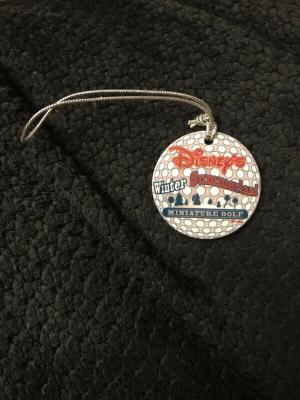 Disney's
Winter Summerland
MINIATURE GOLF